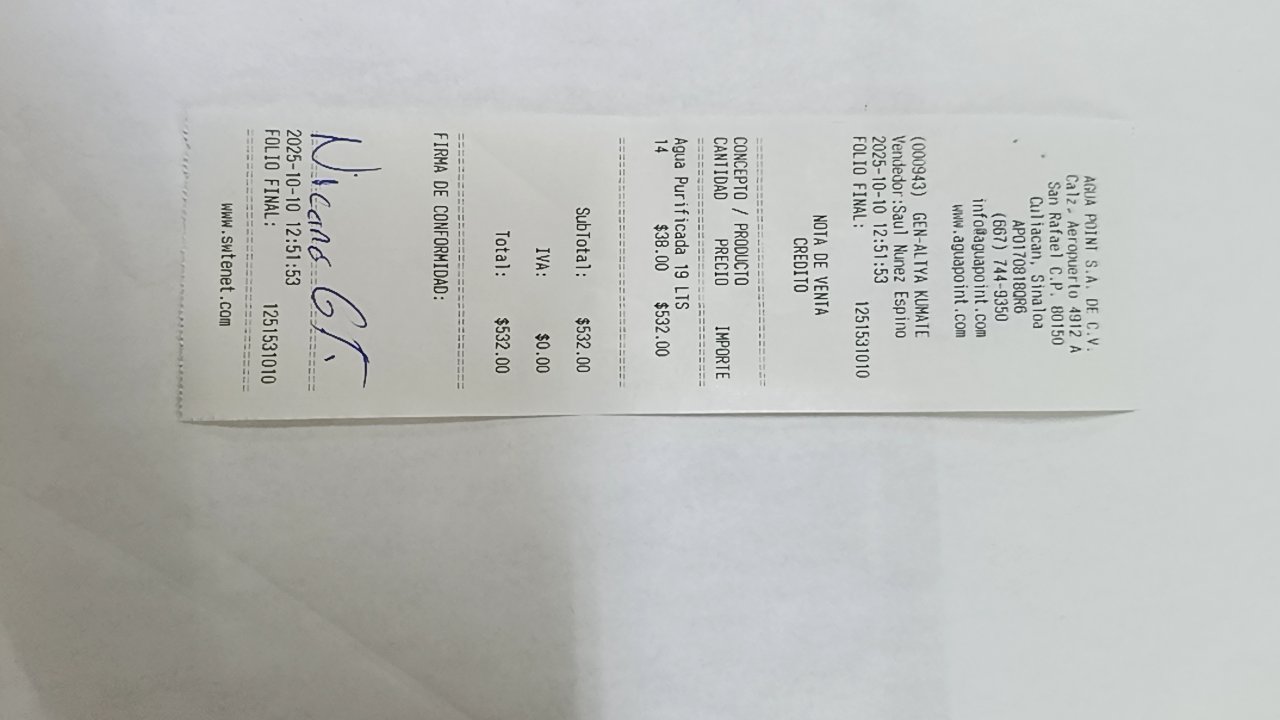 AGUA POINT S.A. DE C.V.
Calz. Aeropuerto 4912 A
San Rafael C.P. 80150
Culiacan, Sinaloa
APO170818DR6
(667) 744-9350
info@aguapoint.com
www.aguapoint.com
(000943) GEN-ALTYA KUMATE
Vendedor:Saul Nunez Espino
2025-10-10 12:51:53
FOLIO FINAL: 1251531010
NOTA DE VENTA
CREDITO
CONCEPTO / PRODUCTO
CANTIDAD PRECIO IMPORTE
Agua Purificada 19 LTS
14 $38.00 $532.00
SubTotal: $532.00
IVA: $0.00
Total: $532.00
FIRMA DE CONFORMIDAD:
2025-10-10 12:51:53
FOLIO FINAL: 1251531010
www.swtenet.com